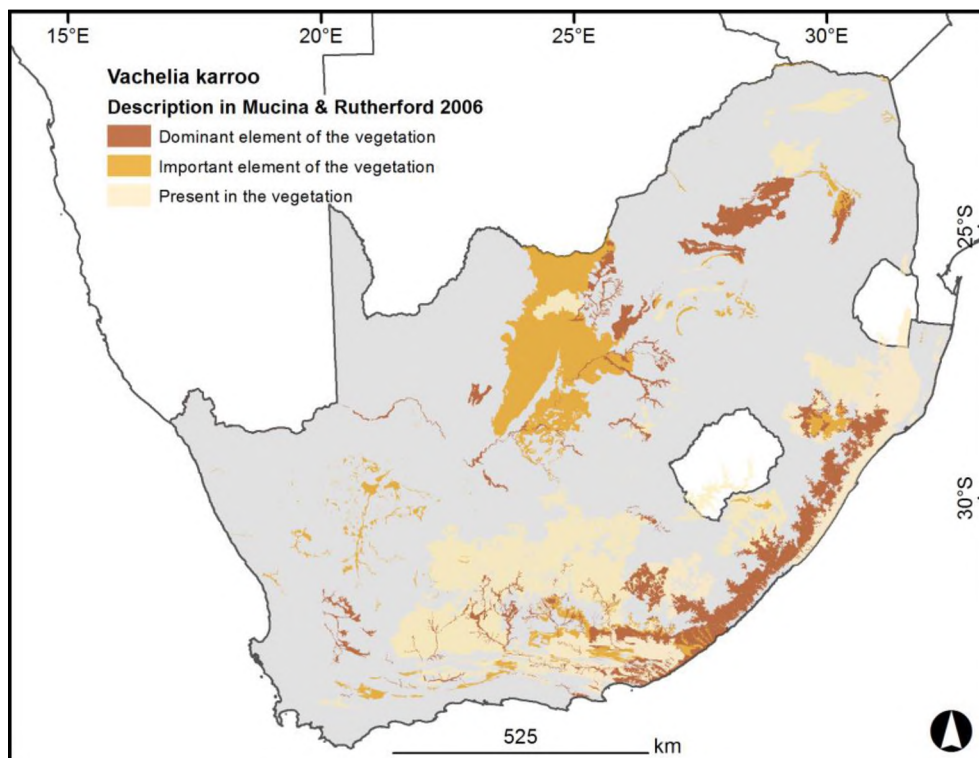 15°E 20°E 25°E 30°E
Vachelia karroo
Description in Mucina & Rutherford 2006
Dominant element of the vegetation
Important element of the vegetation
Present in the vegetation
25°S
30°S
525
km